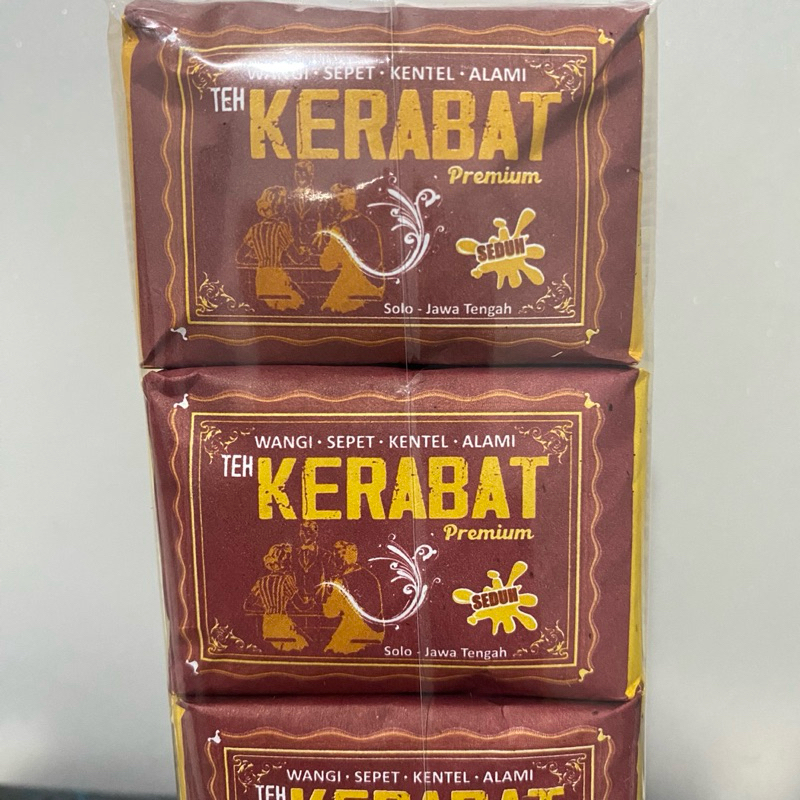 WANGI · SEPET · KENTEL · ALAMI
TEH KERABAT
Premium
SEDUH
Solo - Jawa Tengah
WANGI · SEPET · KENTEL · ALAMI
TEH KERABAT
Premium
SEDUH
Solo - Jawa Tengah
WANGI · SEPET · KENTEL · ALAMI
TEH KERABAT